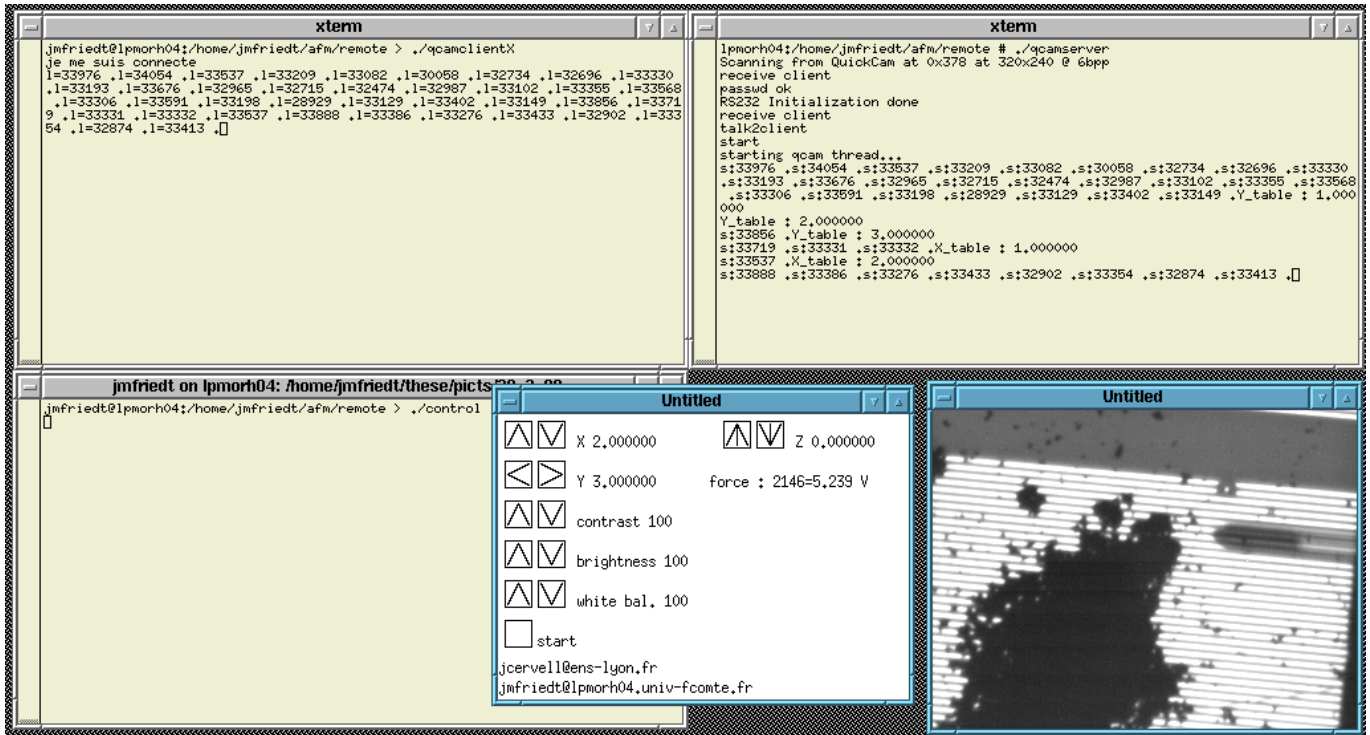 xterm
jmfriedt@lpmorh04:/home/jmfriedt/afm/remote > ./qcamclientX
je me suis connecte
l=33976 .l=34054 .l=33537 .l=33209 .l=33082 .l=30058 .l=32734 .l=32696 .l=33330
.l=33193 .l=33676 .l=32965 .l=32715 .l=32474 .l=32987 .l=33102 .l=33355 .l=33568
.l=33306 .l=33591 .l=33198 .l=28929 .l=33129 .l=33402 .l=33149 .l=33856 .l=3371
9 .l=33331 .l=33332 .l=33537 .l=33888 .l=33386 .l=33276 .l=33433 .l=32902 .l=333
54 .l=32874 .l=33413 .
xterm
lpmorh04:/home/jmfriedt/afm/remote # ./qcamserver
Scanning from QuickCam at 0x378 at 320x240 @ 6bpp
receive client
passwd ok
RS232 Initialization done
receive client
talk2client
start
starting qcam thread...
s:33976 .s:34054 .s:33537 .s:33209 .s:33082 .s:30058 .s:32734 .s:32696 .s:33330
.s:33193 .s:33676 .s:32965 .s:32715 .s:32474 .s:32987 .s:33102 .s:33355 .s:33568
.s:33306 .s:33591 .s:33198 .s:28929 .s:33129 .s:33402 .s:33149 .Y_table : 1.000
000
Y_table : 2.000000
s:33856 .Y_table : 3.000000
s:33719 .s:33331 .s:33332 .X_table : 1.000000
s:33537 .X_table : 2.000000
s:33888 .s:33386 .s:33276 .s:33433 .s:32902 .s:33354 .s:32874 .s:33413 .
jmfriedt on lpmorh04: /home/jmfriedt/these/picts/
jmfriedt@lpmorh04:/home/jmfriedt/afm/remote > ./control
Untitled
X 2.000000 Z 0.000000
Y 3.000000 force : 2146=5.239 V
contrast 100
brightness 100
white bal. 100
start
jcervell@ens-lyon.fr
jmfriedt@lpmorh04.univ-fcomte.fr
Untitled